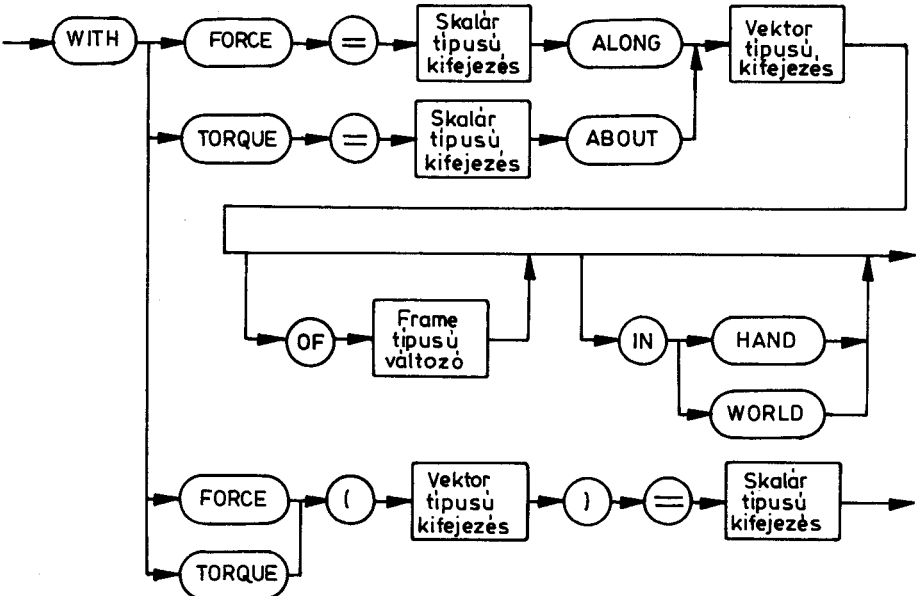 WITH
FORCE
=
Skalár
típusú
kifejezés
ALONG
Vektor
típusú
kifejezés
TORQUE
=
Skalár
típusú
kifejezés
ABOUT
OF
Frame
típusú
változó
IN
HAND
WORLD
FORCE
(
Vektor
típusú
kifejezés
)
=
Skalár
típusú
kifejezés
TORQUE